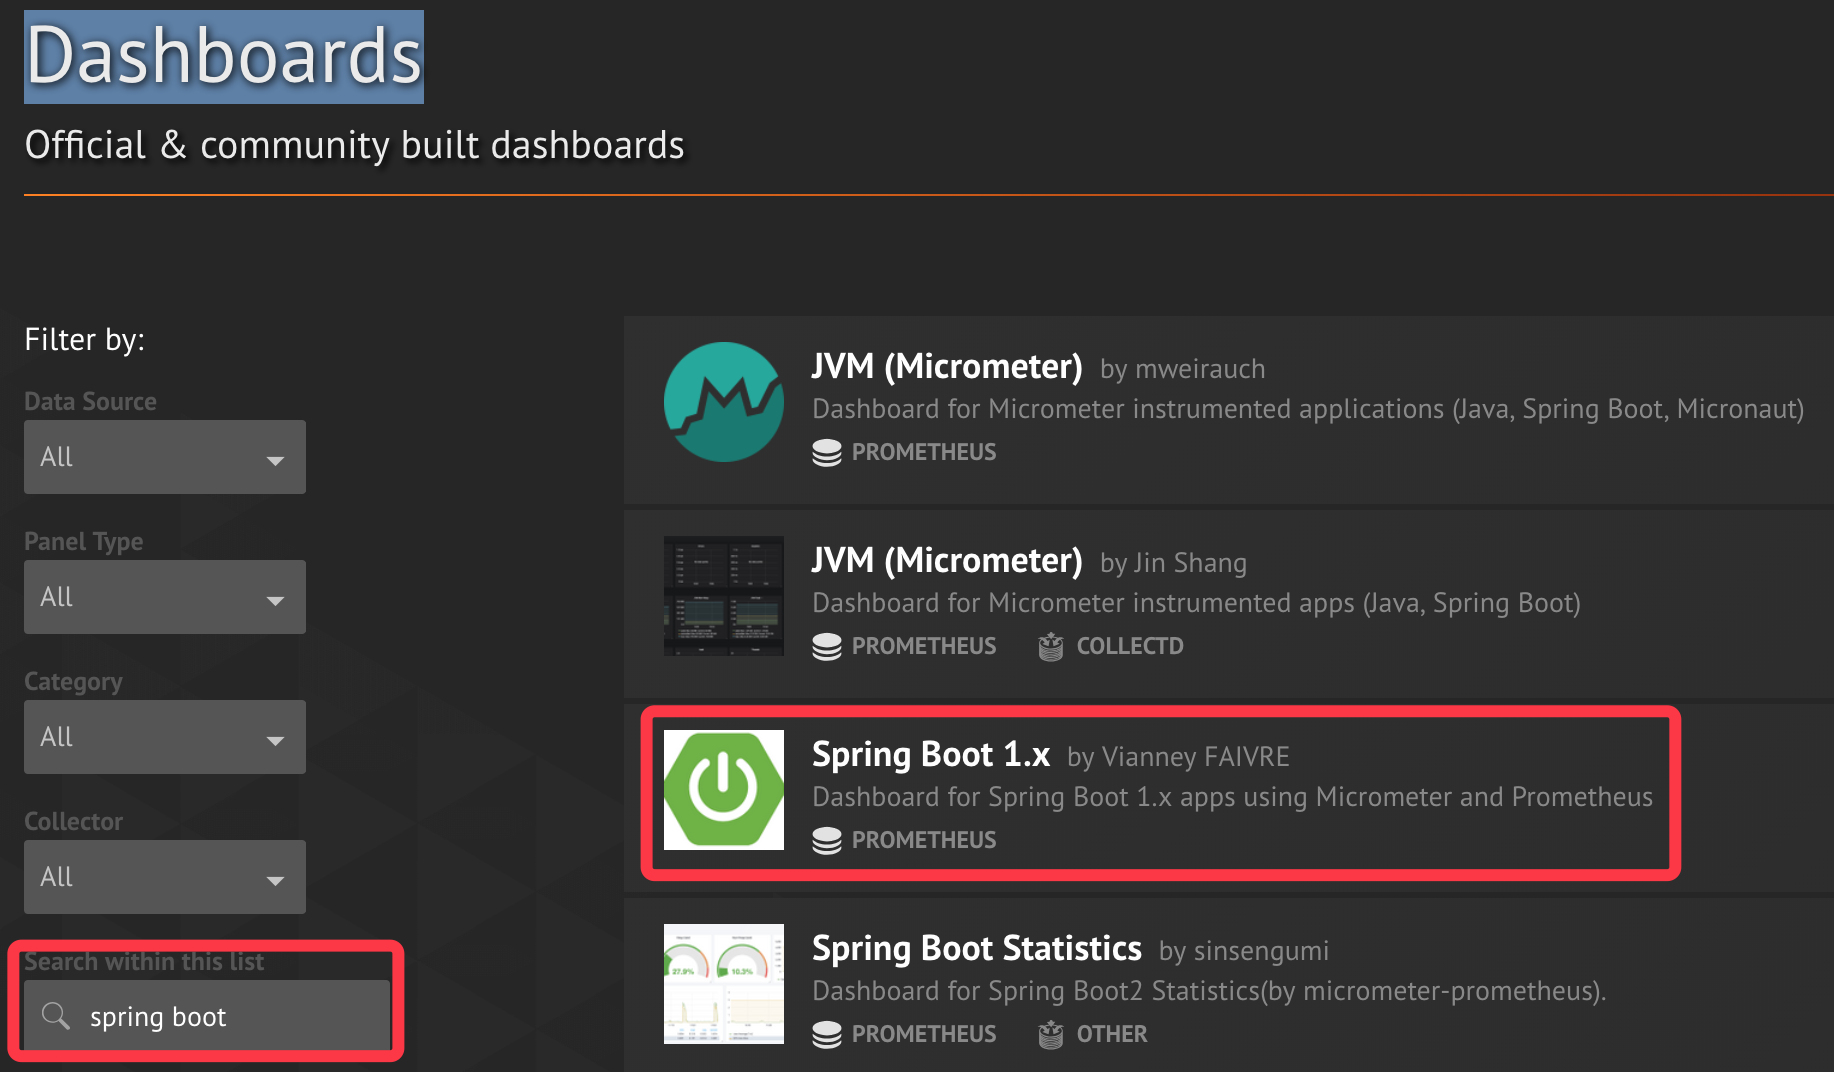 Dashboards
Official & community built dashboards
Filter by:
Data Source
All
Panel Type
All
Category
All
Collector
All
Search within this list
spring boot
JVM (Micrometer) by mweirauch
Dashboard for Micrometer instrumented applications (Java, Spring Boot, Micronaut)
PROMETHEUS
JVM (Micrometer) by Jin Shang
Dashboard for Micrometer instrumented apps (Java, Spring Boot)
PROMETHEUS COLLECTD
Spring Boot 1.x by Vianney FAIVRE
Dashboard for Spring Boot 1.x apps using Micrometer and Prometheus
PROMETHEUS
Spring Boot Statistics by sinsengumi
27.9% 10.3%
Dashboard for Spring Boot2 Statistics(by micrometer-prometheus).
PROMETHEUS OTHER